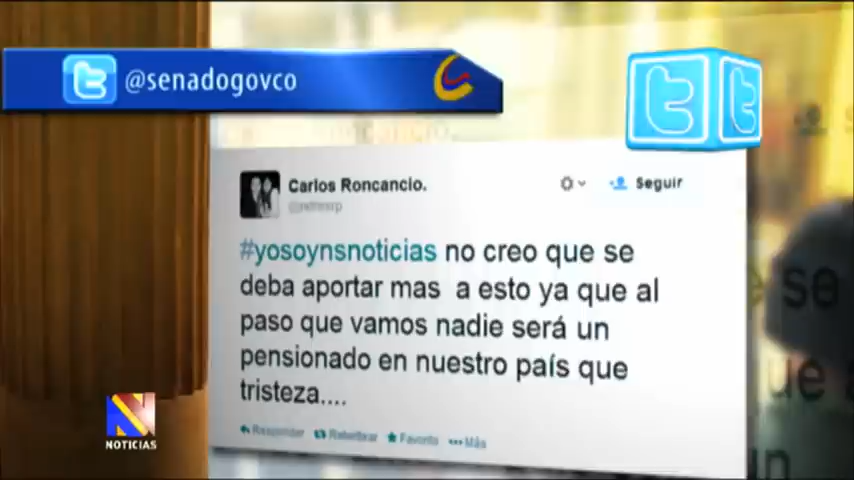 @senadogovco
Carlos Roncancio.
Seguir
#yosoynsnoticias no creo que se
deba aportar mas a esto ya que al
paso que vamos nadie será un
pensionado en nuestro país que
tristeza....
Responder Retwittear Favorito Más
N
NOTICIAS